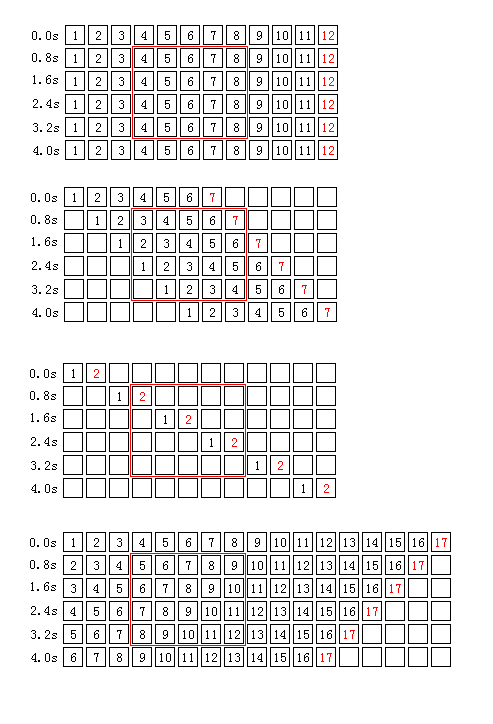 0.0s 1 2 3 4 5 6 7 8 9 10 11 12
0.8s 1 2 3 4 5 6 7 8 9 10 11 12
1.6s 1 2 3 4 5 6 7 8 9 10 11 12
2.4s 1 2 3 4 5 6 7 8 9 10 11 12
3.2s 1 2 3 4 5 6 7 8 9 10 11 12
4.0s 1 2 3 4 5 6 7 8 9 10 11 12
0.0s 1 2 3 4 5 6 7
0.8s 1 2 3 4 5 6 7
1.6s 1 2 3 4 5 6 7
2.4s 1 2 3 4 5 6 7
3.2s 1 2 3 4 5 6 7
4.0s 1 2 3 4 5 6 7
0.0s 1 2
0.8s 1 2
1.6s 1 2
2.4s 1 2
3.2s 1 2
4.0s 1 2
0.0s 1 2 3 4 5 6 7 8 9 10 11 12 13 14 15 16 17
0.8s 2 3 4 5 6 7 8 9 10 11 12 13 14 15 16 17
1.6s 3 4 5 6 7 8 9 10 11 12 13 14 15 16 17
2.4s 4 5 6 7 8 9 10 11 12 13 14 15 16 17
3.2s 5 6 7 8 9 10 11 12 13 14 15 16 17
4.0s 6 7 8 9 10 11 12 13 14 15 16 17